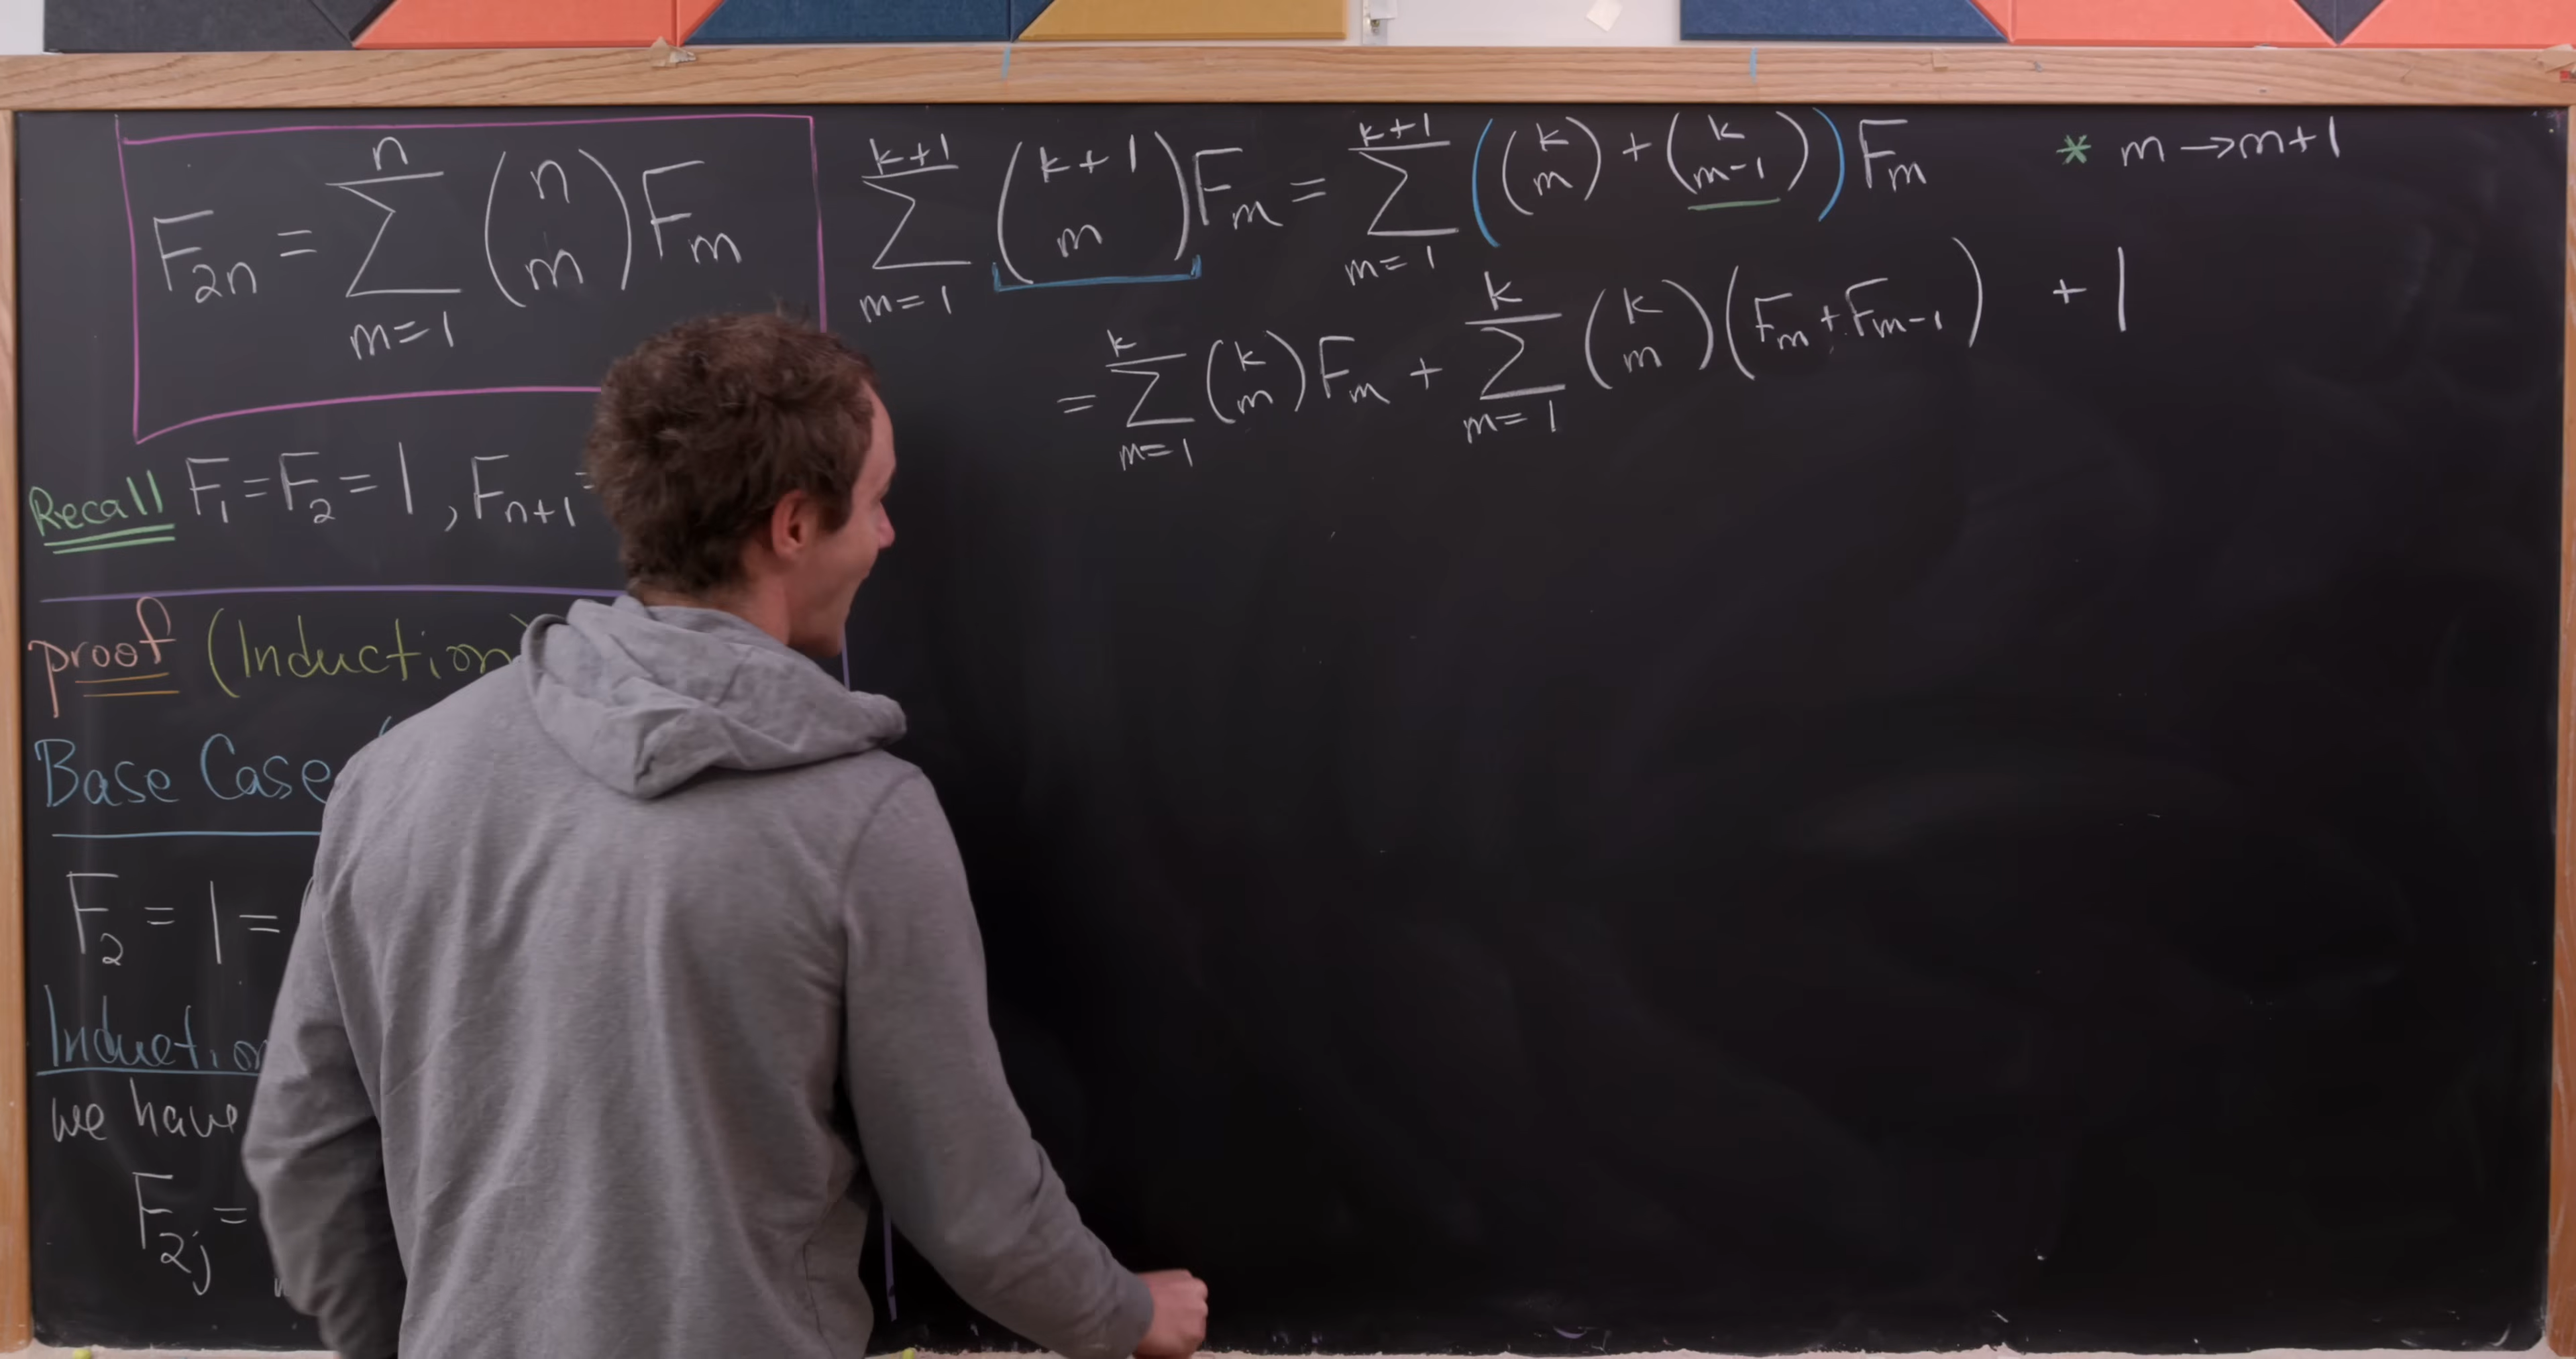 F_{2n} = \sum_{m=1}^{n} \binom{n}{m} F_m
Recall F_1 = F_2 = 1, F_{n+1} =
proof (Induction)
Base Case
F_2 = 1 =
Induction
we have
F_{2j} =
\sum_{m=1}^{k+1} \binom{k+1}{m} F_m = \sum_{m=1}^{k+1} \left( \binom{k}{m} + \binom{k}{m-1} \right) F_m * m → m+1
= \sum_{m=1}^{k} \binom{k}{m} F_m + \sum_{m=1}^{k} \binom{k}{m} (F_m + F_{m-1}) + 1